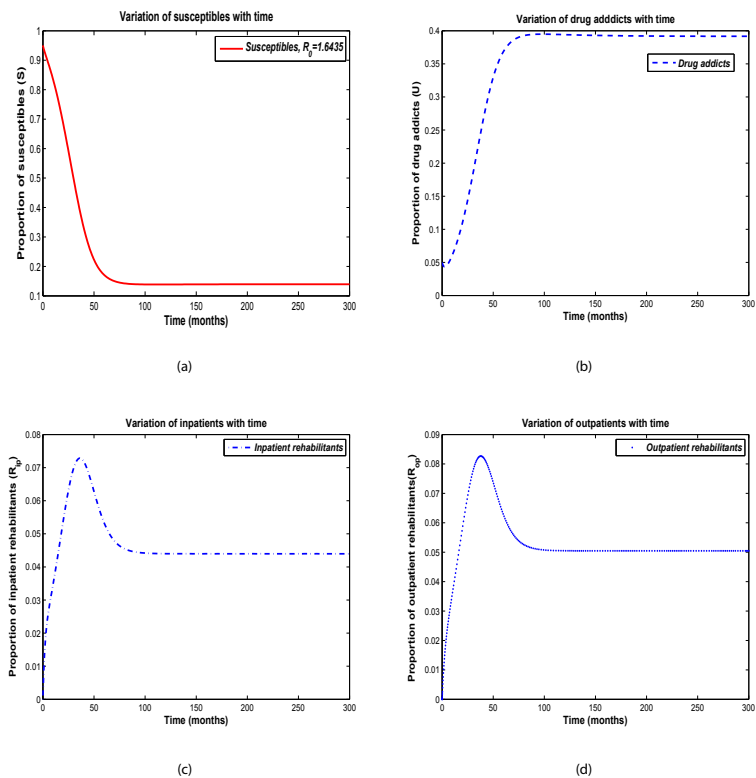 Variation of susceptibles with time
Susceptibles, R0=1.6435
Proportion of susceptibles (S)
1
0.9
0.8
0.7
0.6
0.5
0.4
0.3
0.2
0.1
0 50 100 150 200 250 300
Time (months)
(a)
Variation of drug adddicts with time
Drug addicts
Proportion of drug addicts (U)
0.4
0.35
0.3
0.25
0.2
0.15
0.1
0.05
0
0 50 100 150 200 250 300
Time (months)
(b)
Variation of inpatients with time
Inpatient rehabilitants
Proportion of inpatient rehabilitants (Rip)
0.08
0.07
0.06
0.05
0.04
0.03
0.02
0.01
0
0 50 100 150 200 250 300
Time (months)
(c)
Variation of outpatients with time
Outpatient rehabilitants
Proportion of outpatient rehabilitants(Rop)
0.09
0.08
0.07
0.06
0.05
0.04
0.03
0.02
0.01
0
0 50 100 150 200 250 300
Time (months)
(d)